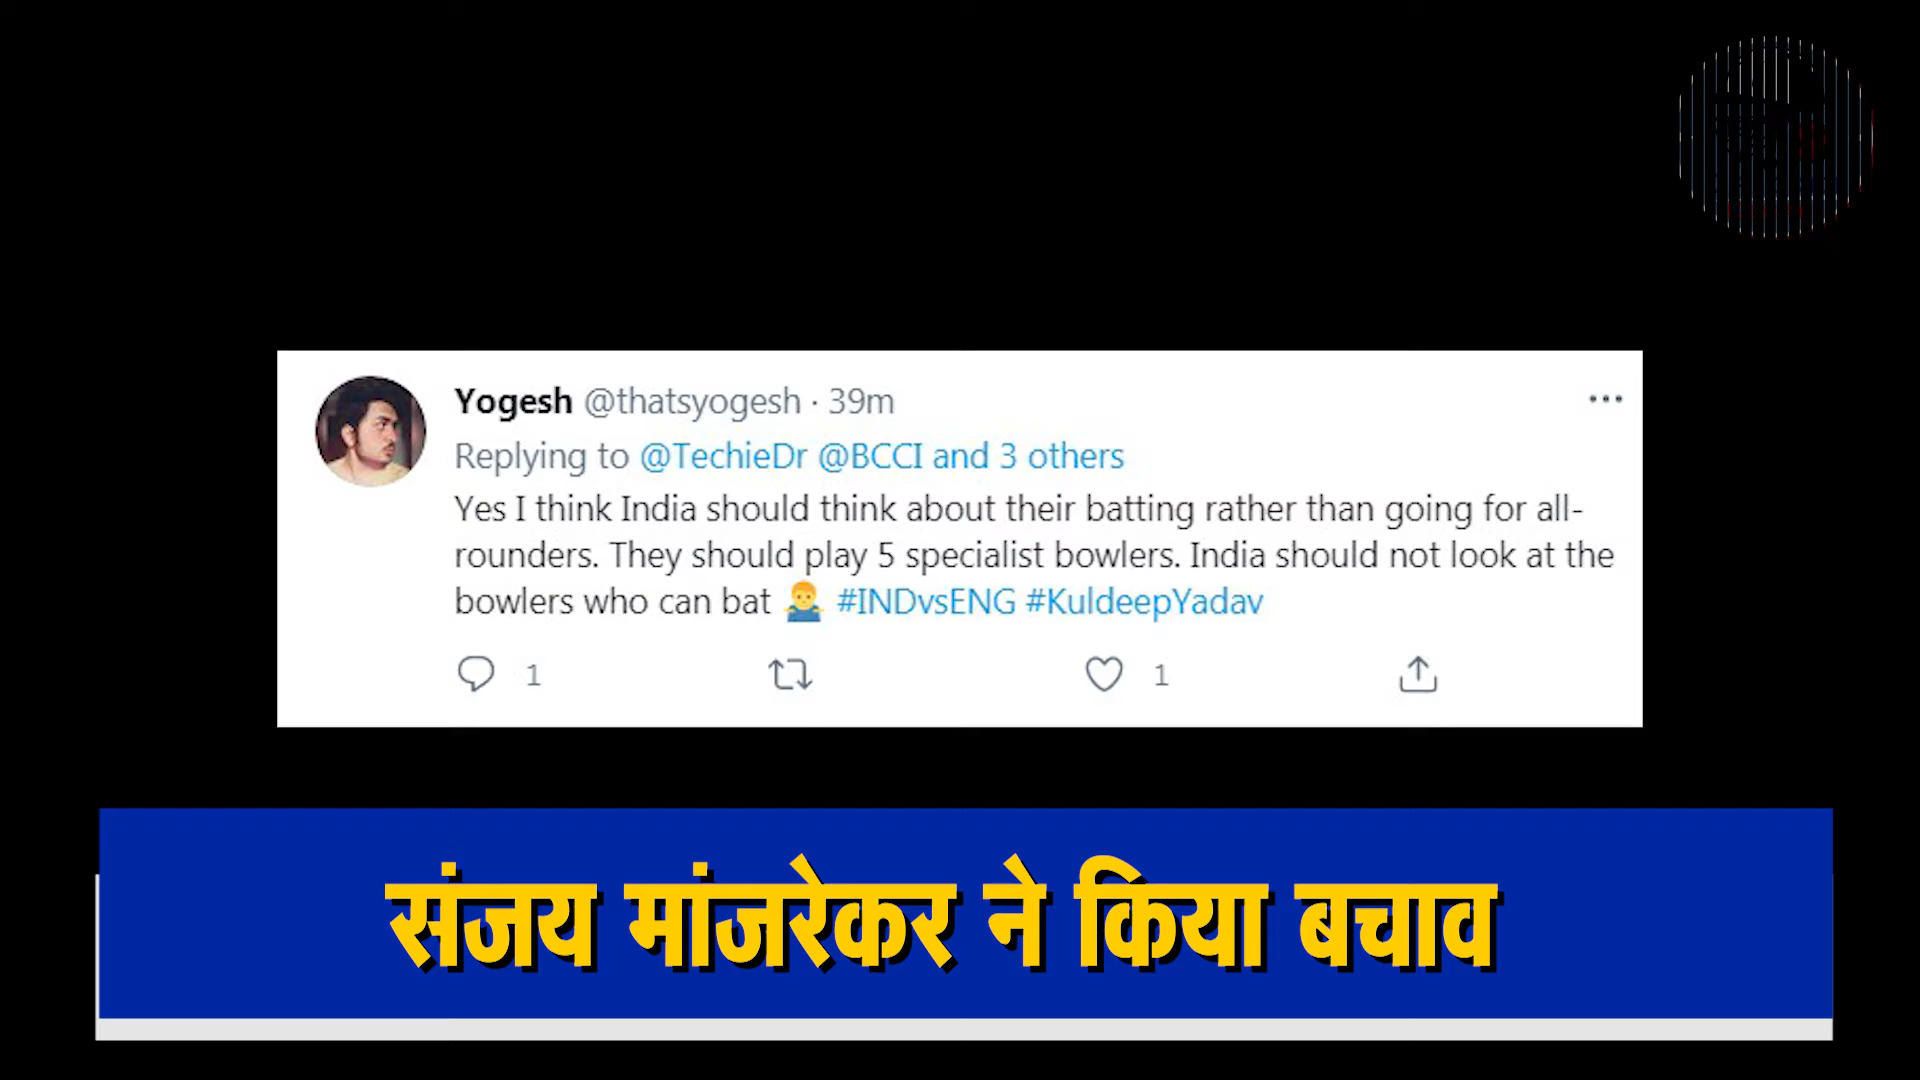 Yogesh @thatsyogesh · 39m
Replying to @TechieDr @BCCI and 3 others
Yes I think India should think about their batting rather than going for all-
rounders. They should play 5 specialist bowlers. India should not look at the
bowlers who can bat 🤷‍♂️ #INDvsENG #KuldeepYadav
1 1
संजय मांजरेकर ने किया बचाव